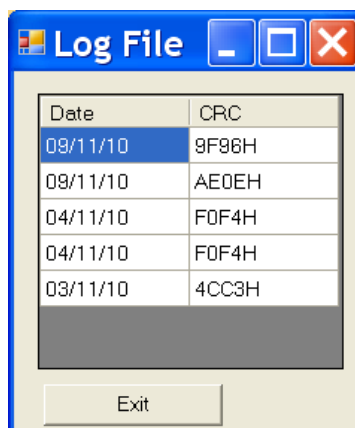 Log File
Date CRC
09/11/10 9F96H
09/11/10 AE0EH
04/11/10 F0F4H
04/11/10 F0F4H
03/11/10 4CC3H
Exit